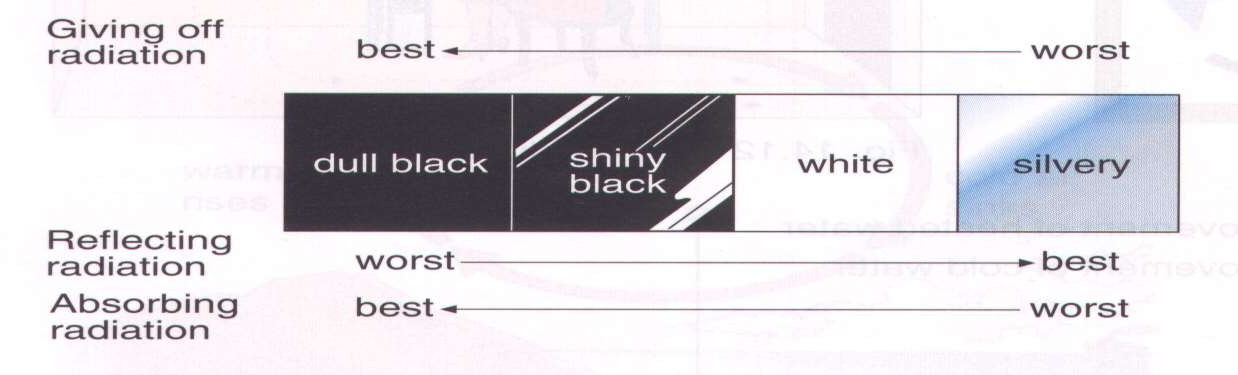 Giving off
radiation
best worst
dull black shiny
black white silvery
Reflecting
radiation
worst best
Absorbing
radiation
best worst